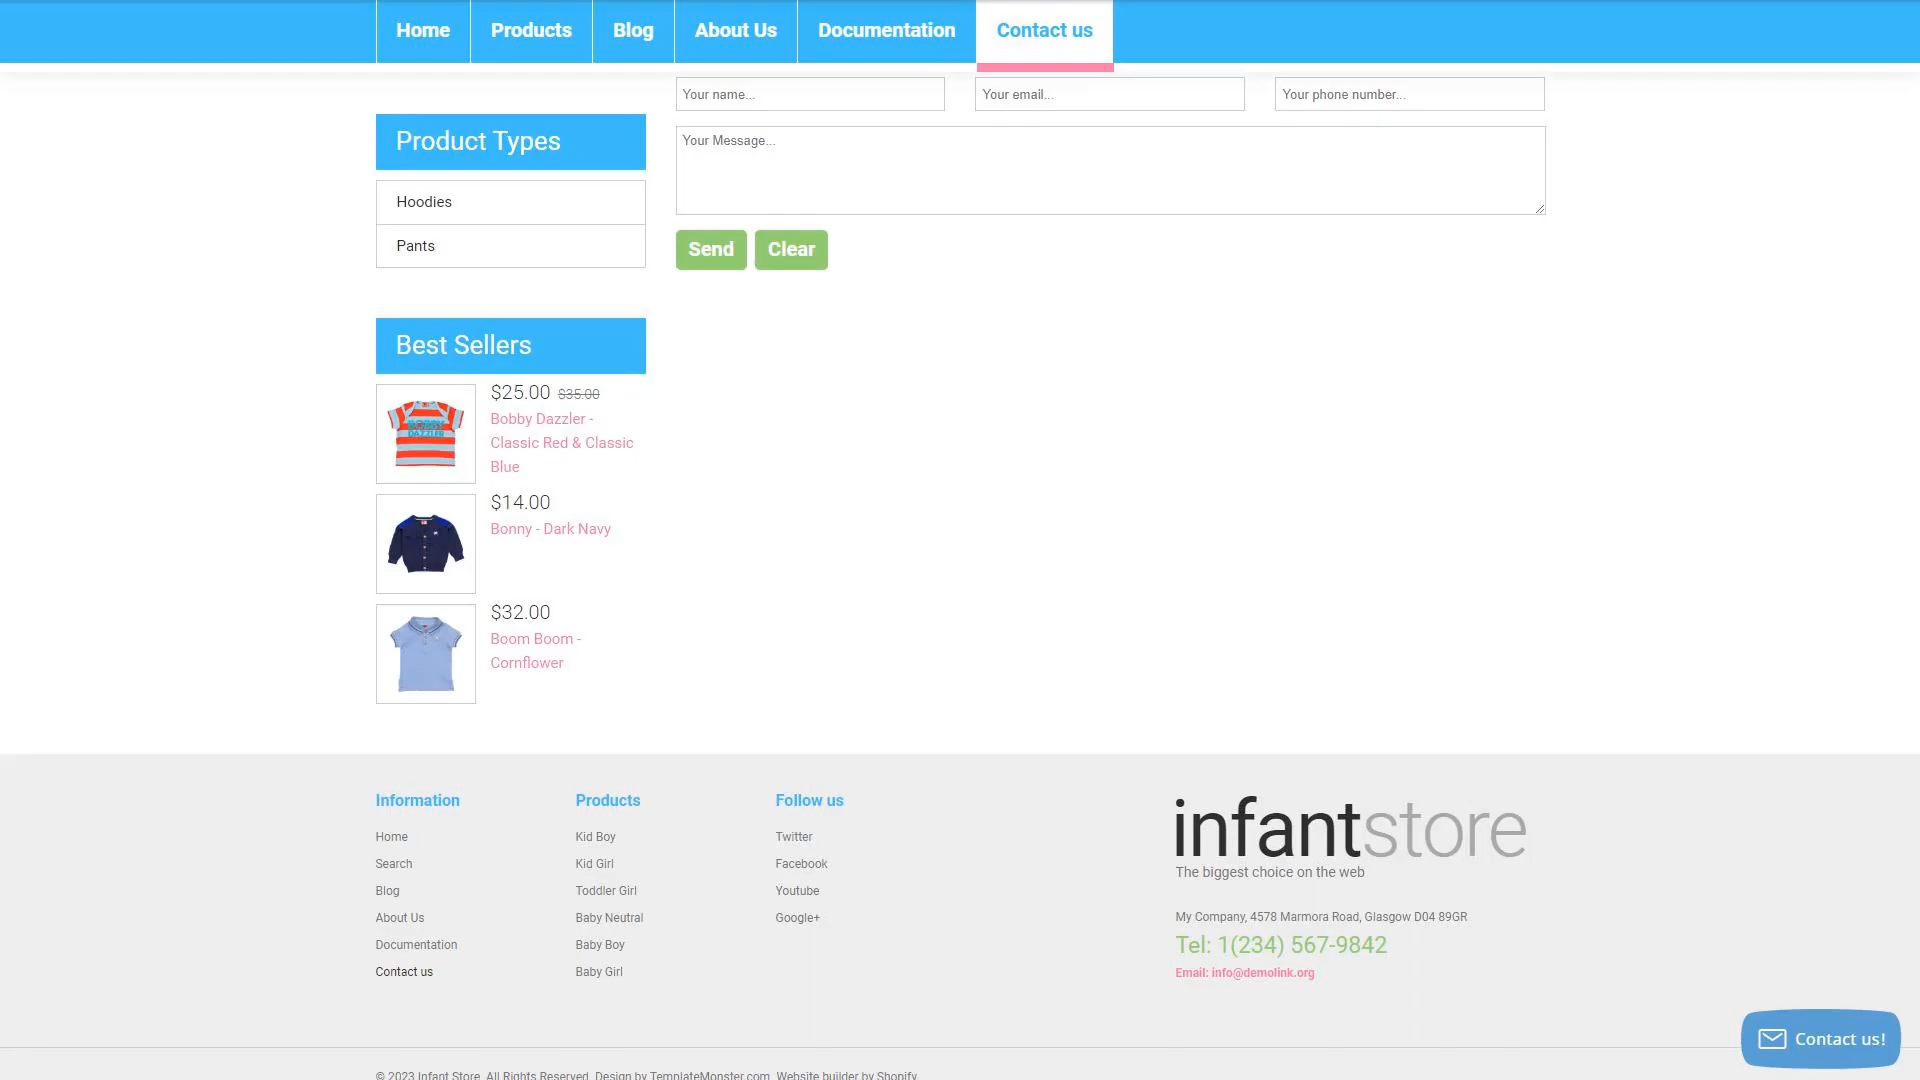 Home Products Blog About Us Documentation Contact us
Your name... Your email... Your phone number...
Your Message...
Send Clear
Product Types
Hoodies
Pants
Best Sellers
BOBBY
DAZZLER
$25.00 $35.00
Bobby Dazzler -
Classic Red & Classic
Blue
$14.00
Bonny - Dark Navy
$32.00
Boom Boom -
Cornflower
Information
Home
Search
Blog
About Us
Documentation
Contact us
Products
Kid Boy
Kid Girl
Toddler Girl
Baby Neutral
Baby Boy
Baby Girl
Follow us
Twitter
Facebook
Youtube
Google+
infantstore
The biggest choice on the web
My Company, 4578 Marmora Road, Glasgow D04 89GR
Tel: 1(234) 567-9842
Email: info@demolink.org
Contact us!
© 2023 Infant Store. All Rights Reserved. Design by TemplateMonster.com. Website builder by Shopify.